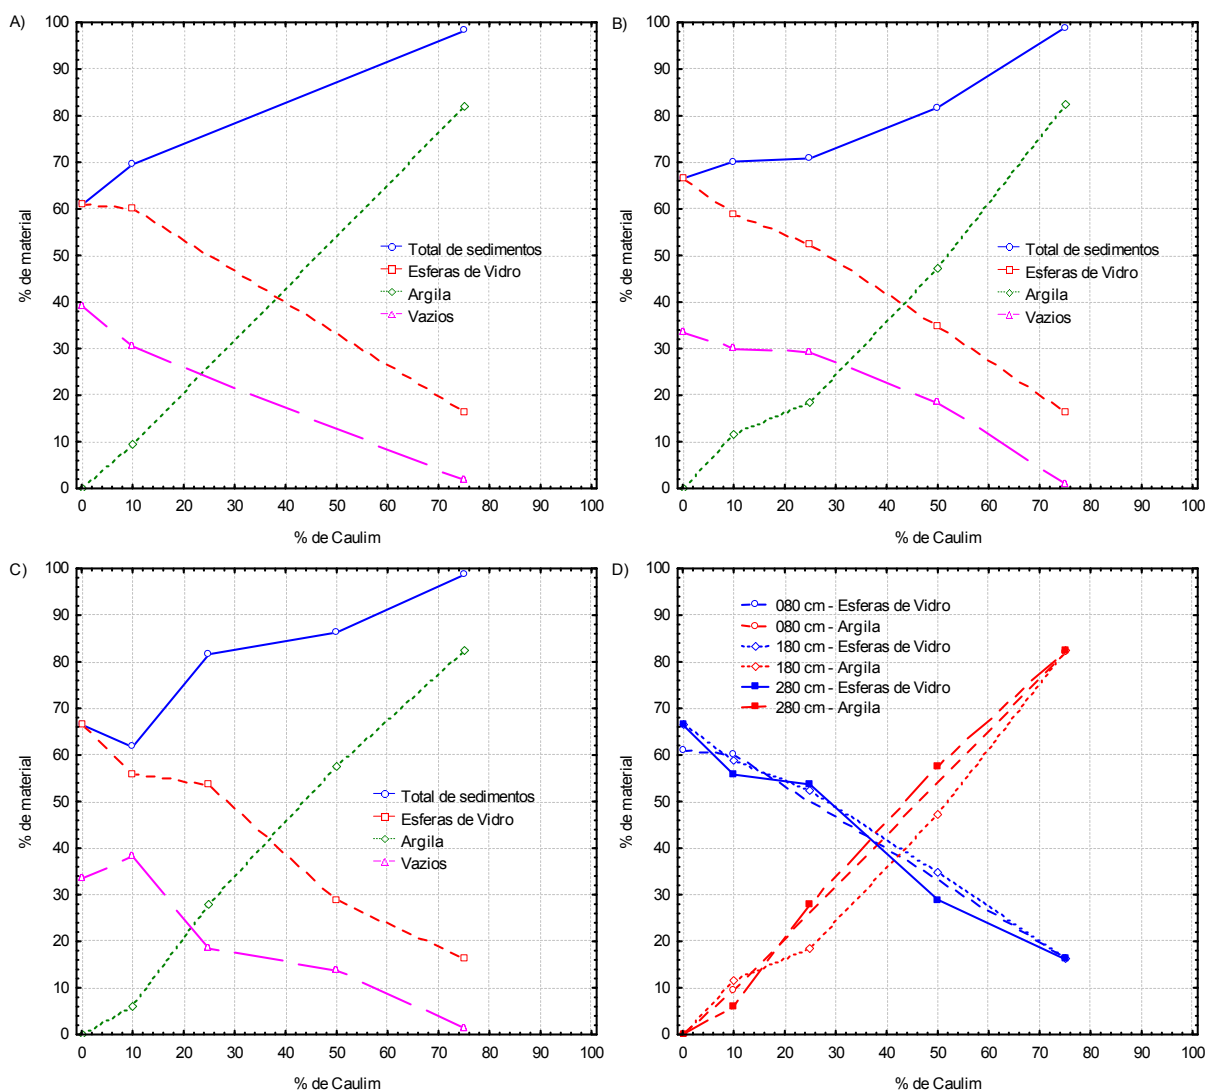 A)
100
90
80
70
60
50
40
30
20
10
0
% de material
Total de sedimentos
Esferas de Vidro
Argila
Vazios
0 10 20 30 40 50 60 70 80 90 100
% de Caulim
B)
100
90
80
70
60
50
40
30
20
10
0
% de material
Total de sedimentos
Esferas de Vidro
Argila
Vazios
0 10 20 30 40 50 60 70 80 90 100
% de Caulim
C)
100
90
80
70
60
50
40
30
20
10
0
% de material
Total de sedimentos
Esferas de Vidro
Argila
Vazios
0 10 20 30 40 50 60 70 80 90 100
% de Caulim
D)
100
90
80
70
60
50
40
30
20
10
0
% de material
080 cm - Esferas de Vidro
080 cm - Argila
180 cm - Esferas de Vidro
180 cm - Argila
280 cm - Esferas de Vidro
280 cm - Argila
0 10 20 30 40 50 60 70 80 90 100
% de Caulim